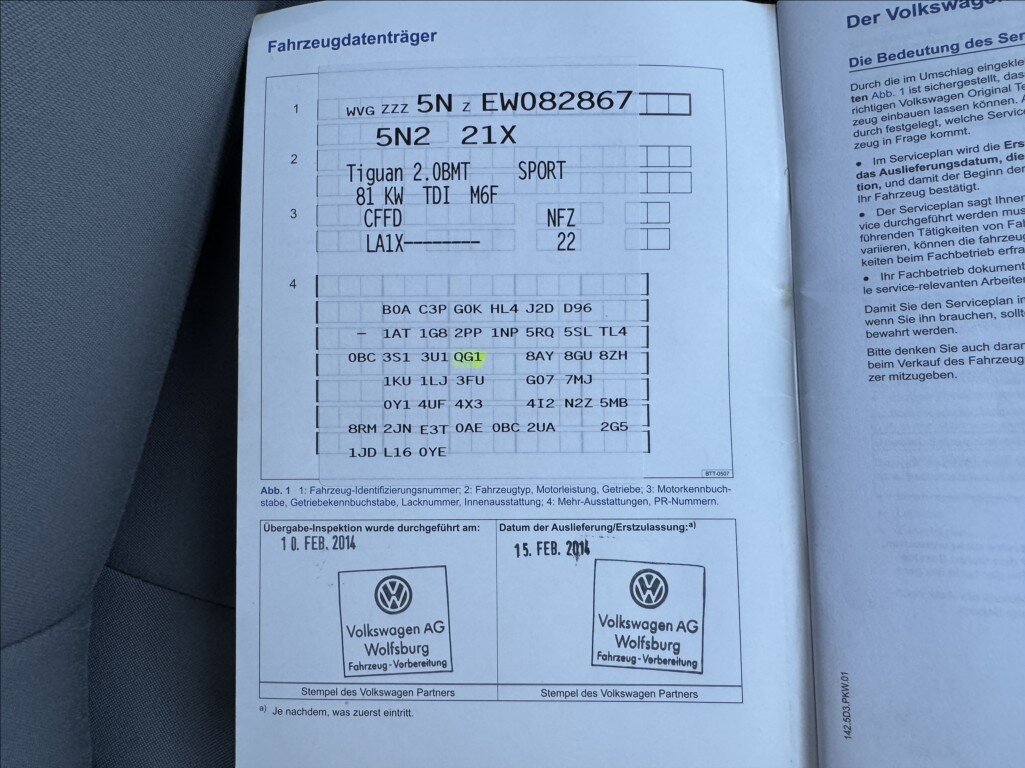 Fahrzeugdatenträger
1 WVG ZZZ 5N Z EW082867
5N2 21X
2
Tiguan 2.0BMT SPORT
81 KW TDI M6F
3 CFFD NFZ
LA1X-------- 22
4
B0A C3P G0K HL4 J2D D96
– 1AT 1G8 2PP 1NP 5RQ 5SL TL4
0BC 3S1 3U1 QG1 8AY 8GU 8ZH
1KU 1LJ 3FU G07 7MJ
0Y1 4UF 4X3 4I2 N2Z 5MB
8RM 2JN E3T 0AE 0BC 2UA 2G5
1JD L16 0YE
BTT-0507
Abb. 1 1: Fahrzeug-Identifizierungsnummer; 2: Fahrzeugtyp, Motorleistung, Getriebe; 3: Motorkennbuch-
stabe, Getriebekennbuchstabe, Lacknummer, Innenausstattung; 4: Mehr-Ausstattungen, PR-Nummern.
Übergabe-Inspektion wurde durchgeführt am:
10. FEB. 2014
Volkswagen AG
Wolfsburg
Fahrzeug-Vorbereitung
Stempel des Volkswagen Partners
Datum der Auslieferung/Erstzulassung:a)
15. FEB. 2014
Volkswagen AG
Wolfsburg
Fahrzeug-Vorbereitung
Stempel des Volkswagen Partners
a) Je nachdem, was zuerst eintritt.
Der Volkswagen
Die Bedeutung des Ser
Durch die im Umschlag eingekle
ten Abb. 1 ist sichergestellt, das
richtigen Volkswagen Original Te
zeug einbauen lassen können. A
durch festgelegt, welche Service
zeug in Frage kommt.
• Im Serviceplan wird die Ers
das Auslieferungsdatum, die
tion, und damit der Beginn der
Ihr Fahrzeug bestätigt.
• Der Serviceplan sagt Ihnen
vice durchgeführt werden mus
führenden Tätigkeiten von Fah
variieren, können die fahrzeug
keiten beim Fachbetrieb erfra
• Ihr Fachbetrieb dokument
le service-relevanten Arbeiten
Damit Sie den Serviceplan im
wenn Sie ihn brauchen, sollt
bewahrt werden.
Bitte denken Sie auch daran
beim Verkauf des Fahrzeug
zer mitzugeben.
142.5D3.PKW.01